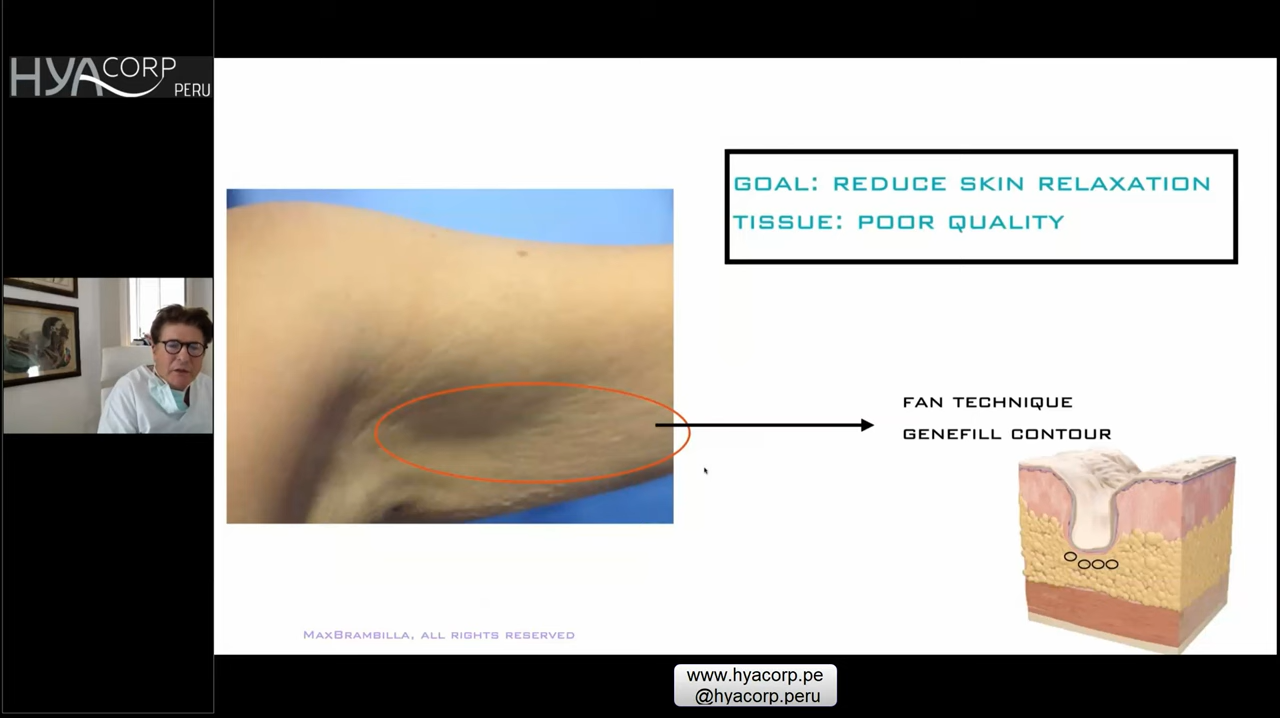 HYACORP
PERU
GOAL: REDUCE SKIN RELAXATION
TISSUE: POOR QUALITY
FAN TECHNIQUE
GENEFILL CONTOUR
MAXBRAMBILLA, ALL RIGHTS RESERVED
www.hyacorp.pe
@hyacorp.peru